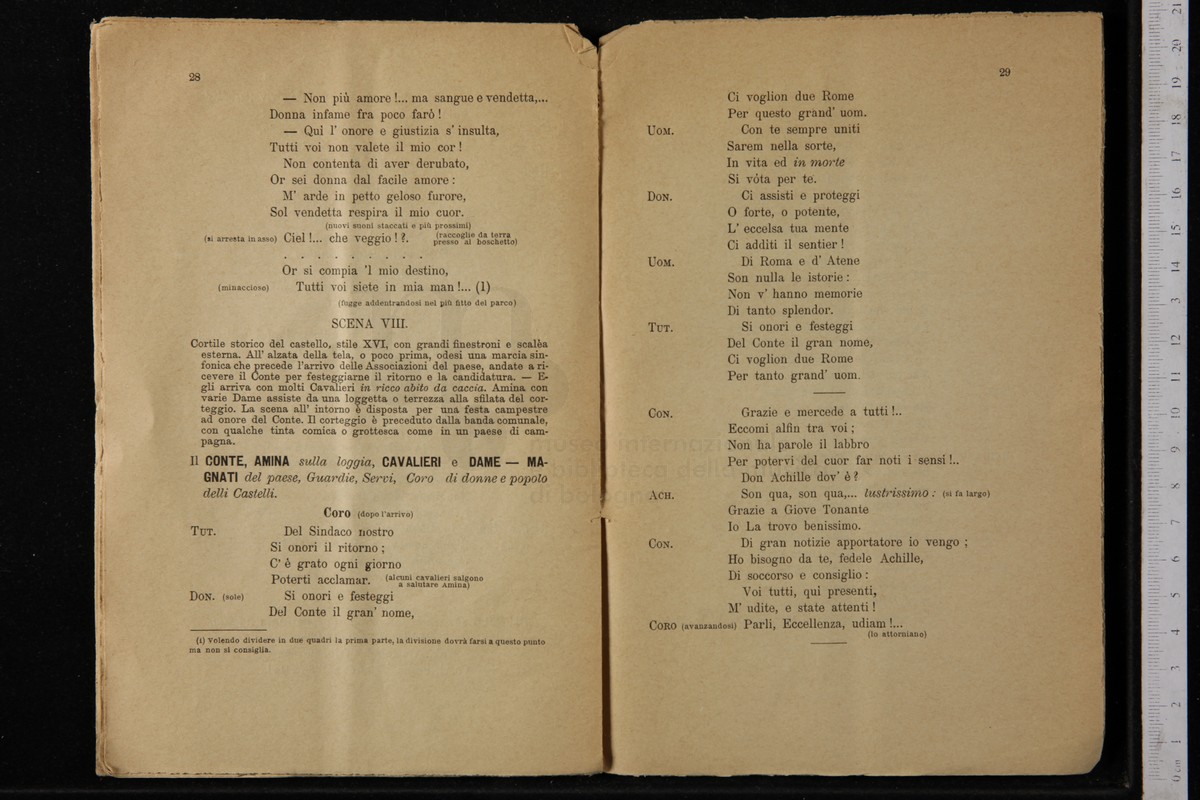 28
— Non più amore !... ma sangue e vendetta,...
Donna infame fra poco farò !
— Qui l' onore e giustizia s' insulta,
Tutti voi non valete il mio cor !
Non contenta di aver derubato,
Or sei donna dal facile amore :
M' arde in petto geloso furore,
Sol vendetta respira il mio cuor.
(nuovi suoni staccati e più prossimi)
(si arresta in asso) Ciel !... che veggio ! ?. (raccoglie da terra
presso al boschetto)
. . . . . . . . .
Or si compia 'l mio destino,
(minaccioso) Tutti voi siete in mia man !... (1)
(fugge addentrandosi nel più fitto del parco)
SCENA VIII.
Cortile storico del castello, stile XVI, con grandi finestroni e scalèa
esterna. All' alzata della tela, o poco prima, odesi una marcia sin-
fonica che precede l'arrivo delle Associazioni del paese, andate a ri-
cevere il Conte per festeggiarne il ritorno e la candidatura. — E-
gli arriva con molti Cavalieri in ricco abito da caccia. Amina con
varie Dame assiste da una loggetta o terrezza alla sfilata del cor-
teggio. La scena all' intorno è disposta per una festa campestre
ad onore del Conte. Il corteggio è preceduto dalla banda comunale,
con qualche tinta comica o grottesca come in un paese di cam-
pagna.
Il CONTE, AMINA sulla loggia, CAVALIERI e DAME — MA-
GNATI del paese, Guardie, Servi, Coro di donne e popolo
delli Castelli.
Coro (dopo l'arrivo)
TUT. Del Sindaco nostro
Si onori il ritorno ;
C' è grato ogni giorno
Poterti acclamar. (alcuni cavalieri salgono
a salutare Amina)
DON. (sole) Si onori e festeggi
Del Conte il gran' nome,
(1) Volendo dividere in due quadri la prima parte, la divisione dovrà farsi a questo punto
ma non si consiglia.
29
Ci voglion due Rome
Per questo grand' uom.
UOM. Con te sempre uniti
Sarem nella sorte,
In vita ed in morte
Si vóta per te.
DON. Ci assisti e proteggi
O forte, o potente,
L' eccelsa tua mente
Ci additi il sentier !
UOM. Di Roma e d' Atene
Son nulla le istorie :
Non v' hanno memorie
Di tanto splendor.
TUT. Si onori e festeggi
Del Conte il gran nome,
Ci voglion due Rome
Per tanto grand' uom.
CON. Grazie e mercede a tutti !..
Eccomi alfin tra voi ;
Non ha parole il labbro
Per potervi del cuor far noti i sensi !..
Don Achille dov' è ?
ACH. Son qua, son qua,... lustrissimo : (si fa largo)
Grazie a Giove Tonante
Io La trovo benissimo.
CON. Di gran notizie apportatore io vengo ;
Ho bisogno da te, fedele Achille,
Di soccorso e consiglio :
Voi tutti, qui presenti,
M' udite, e state attenti !
CORO (avanzandosi) Parli, Eccellenza, udiam !...
(lo attorniano)